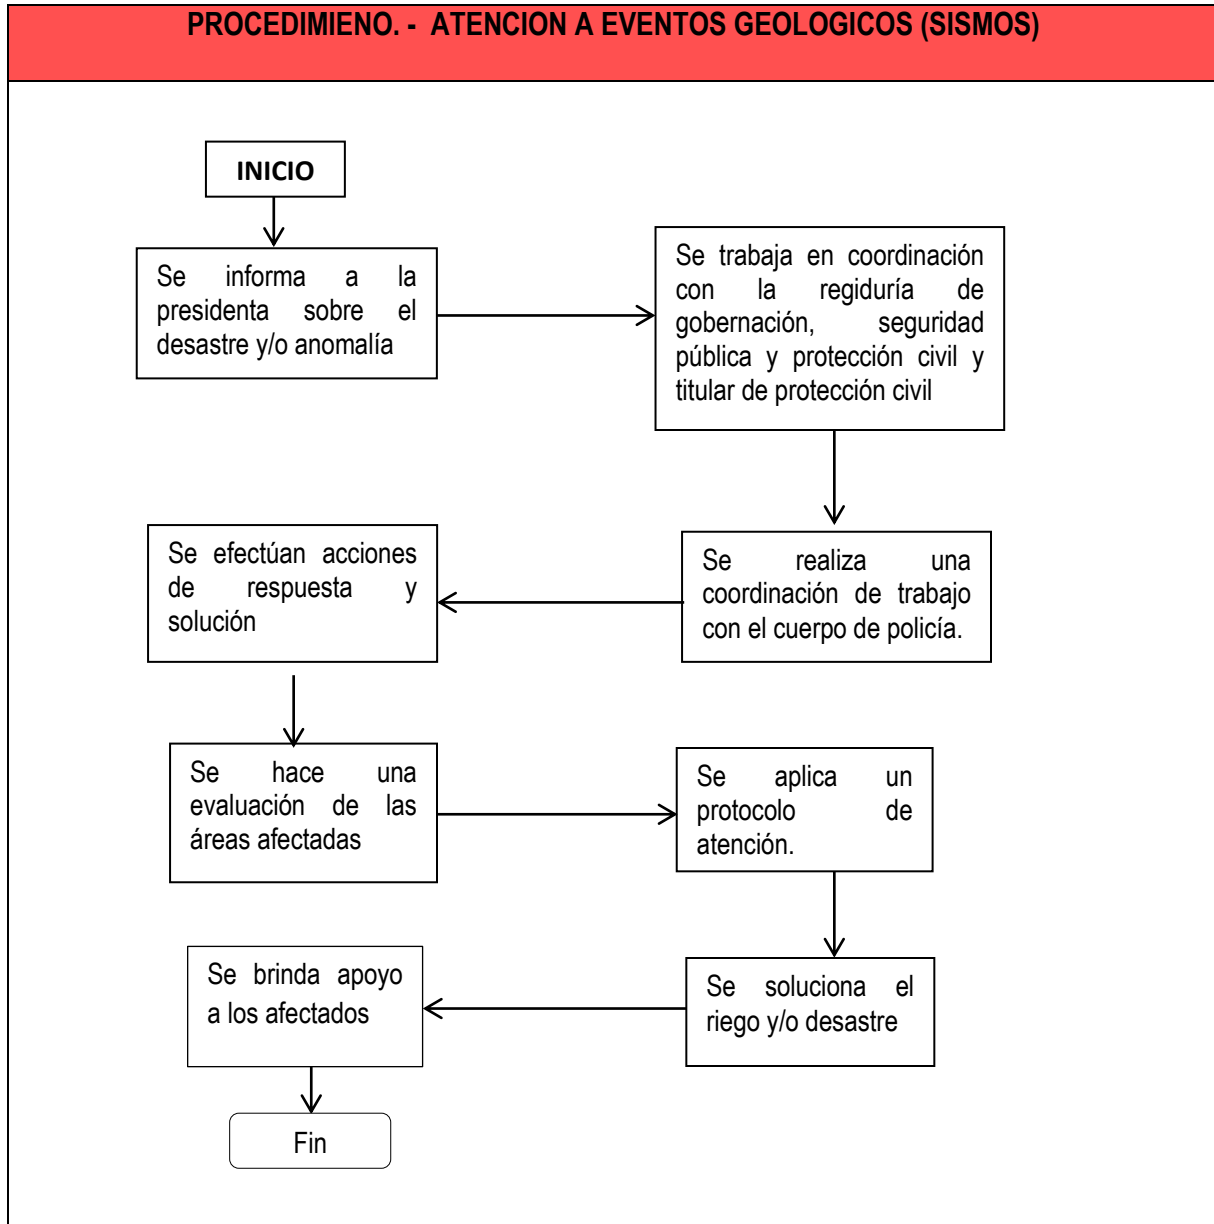 PROCEDIMIENO. - ATENCION A EVENTOS GEOLOGICOS (SISMOS)
INICIO
Se informa a la
presidenta sobre el
desastre y/o anomalía
Se trabaja en coordinación
con la regiduría de
gobernación, seguridad
pública y protección civil y
titular de protección civil
Se realiza una
coordinación de trabajo
con el cuerpo de policía.
Se efectúan acciones
de respuesta y
solución
Se hace una
evaluación de las
áreas afectadas
Se aplica un
protocolo de
atención.
Se soluciona el
riego y/o desastre
Se brinda apoyo
a los afectados
Fin